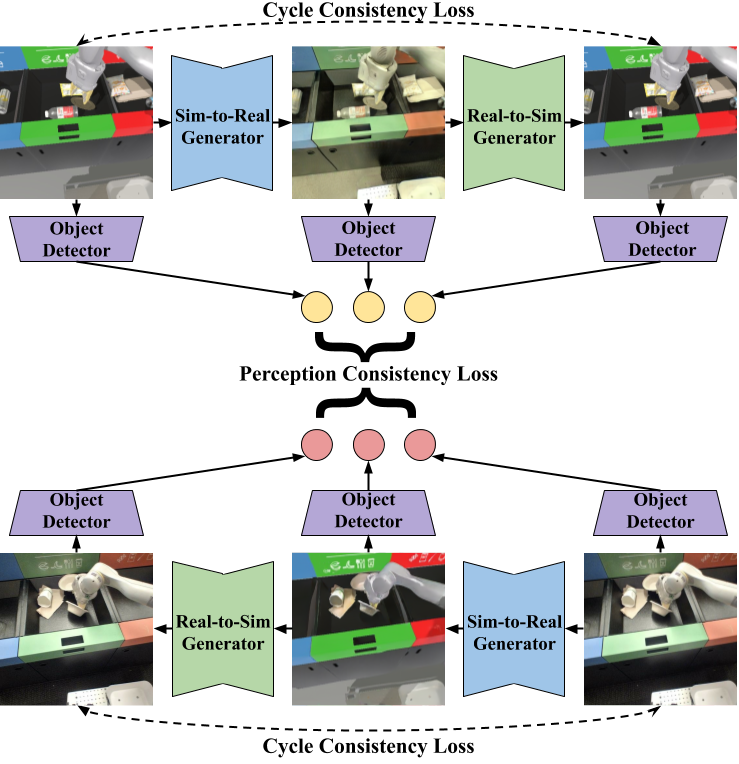 Cycle Consistency Loss
Sim-to-Real
Generator
Real-to-Sim
Generator
Object
Detector
Object
Detector
Object
Detector
Perception Consistency Loss
Object
Detector
Object
Detector
Object
Detector
Real-to-Sim
Generator
Sim-to-Real
Generator
Cycle Consistency Loss